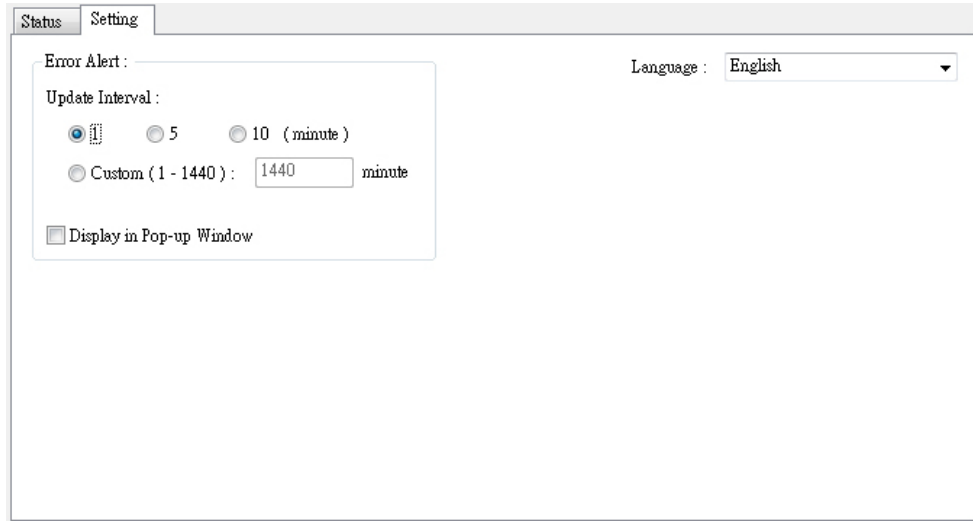 Status Setting
Error Alert :
Language : English
Update Interval :
1 5 10 ( minute )
Custom ( 1 - 1440 ) : 1440 minute
Display in Pop-up Window